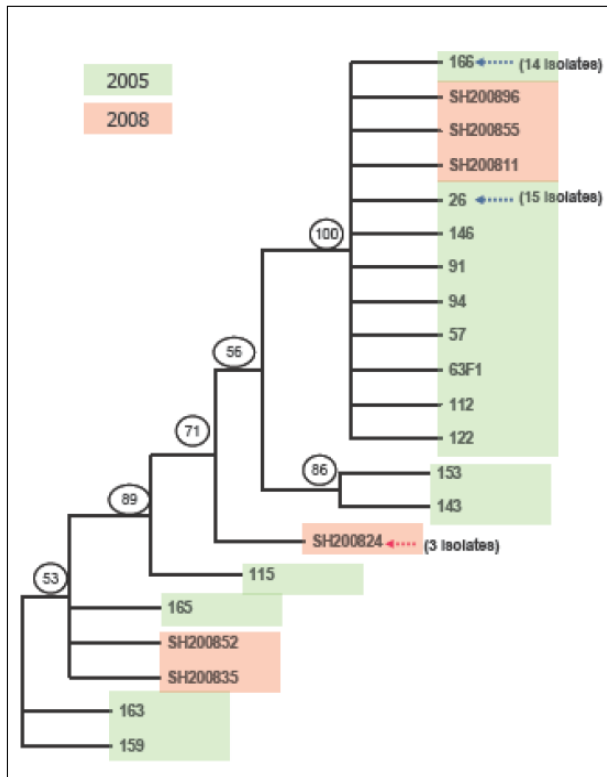 2005
2008
166 (14 isolates)
SH200896
SH200855
SH200811
26 (15 isolates)
146
100
91
94
57
56
63F1
112
71
122
86
153
89
143
SH200824 (3 isolates)
53
115
165
SH200852
SH200835
163
159